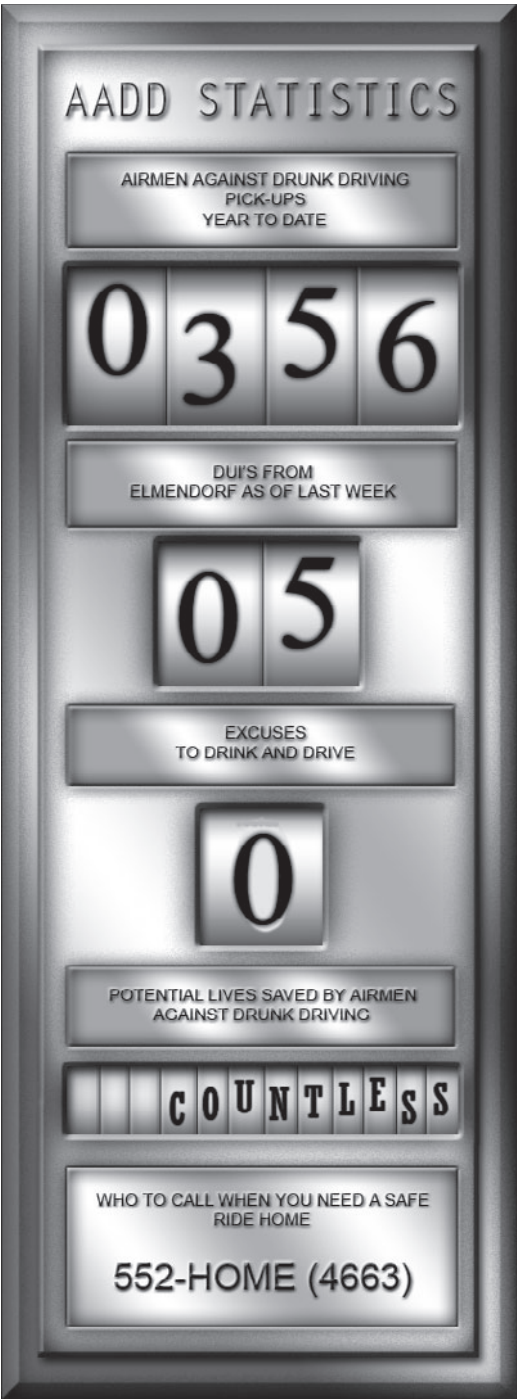 AADD STATISTICS
AIRMEN AGAINST DRUNK DRIVING
PICK-UPS
YEAR TO DATE
0356
DUI'S FROM
ELMENDORF AS OF LAST WEEK
05
EXCUSES
TO DRINK AND DRIVE
0
POTENTIAL LIVES SAVED BY AIRMEN
AGAINST DRUNK DRIVING
COUNTLESS
WHO TO CALL WHEN YOU NEED A SAFE
RIDE HOME
552-HOME (4663)